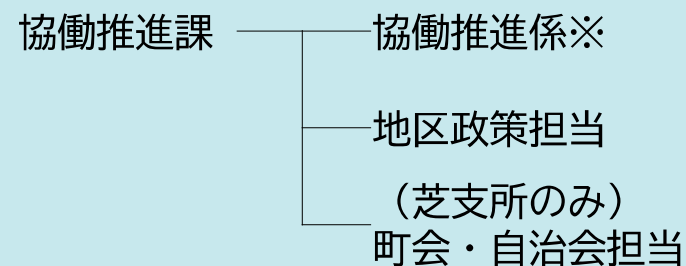 協働推進課
協働推進係※
地区政策担当
（芝支所のみ）
町会・自治会担当